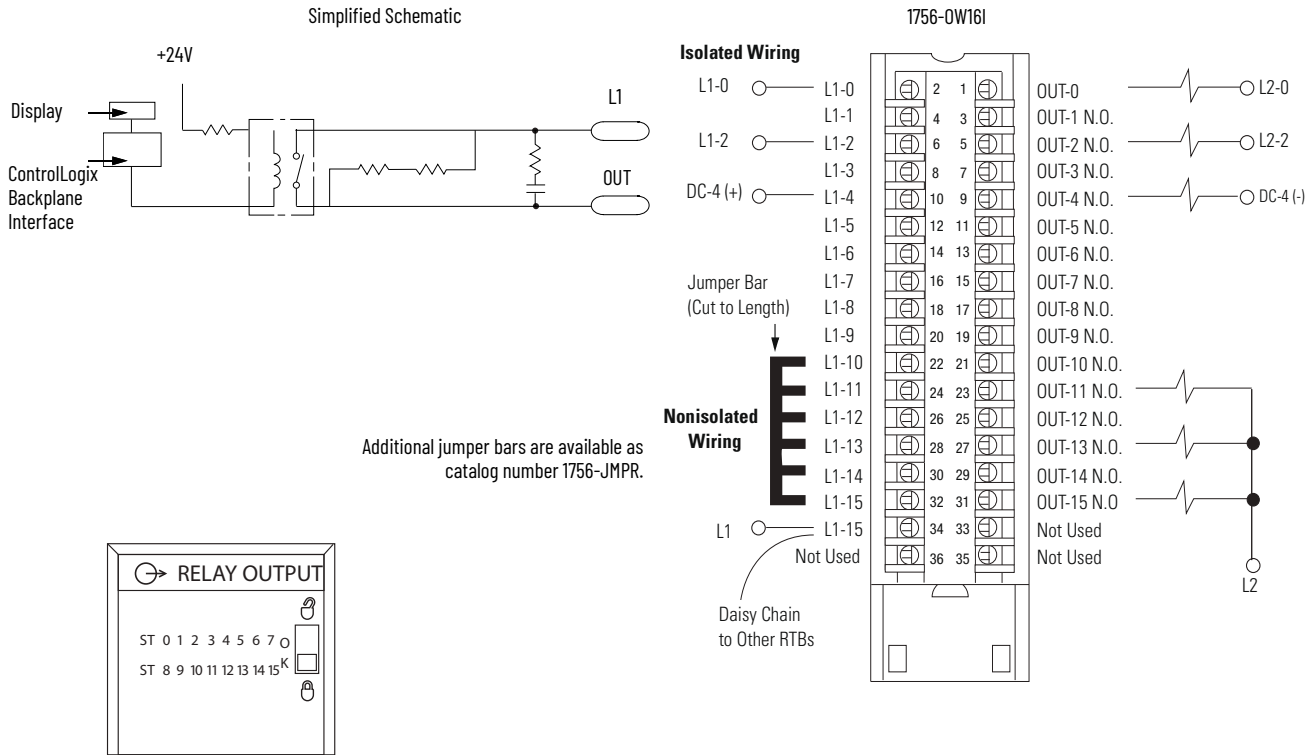 Simplified Schematic
+24V
Display
ControlLogix
Backplane
Interface
L1
OUT
Additional jumper bars are available as
catalog number 1756-JMPR.
RELAY OUTPUT
ST 0 1 2 3 4 5 6 7 O
ST 8 9 10 11 12 13 14 15 K
1756-OW16I
Isolated Wiring
L1-0 L1-0 2 1 OUT-0 L2-0
L1-1 4 3 OUT-1 N.O.
L1-2 L1-2 6 5 OUT-2 N.O. L2-2
L1-3 8 7 OUT-3 N.O.
DC-4 (+) L1-4 10 9 OUT-4 N.O. DC-4 (-)
L1-5 12 11 OUT-5 N.O.
L1-6 14 13 OUT-6 N.O.
L1-7 16 15 OUT-7 N.O.
L1-8 18 17 OUT-8 N.O.
L1-9 20 19 OUT-9 N.O.
Jumper Bar
(Cut to Length)
L1-10 22 21 OUT-10 N.O.
L1-11 24 23 OUT-11 N.O.
L1-12 26 25 OUT-12 N.O.
L1-13 28 27 OUT-13 N.O.
L1-14 30 29 OUT-14 N.O.
L1-15 32 31 OUT-15 N.O
Nonisolated
Wiring
L1 L1-15 34 33 Not Used
Not Used 36 35 Not Used
L2
Daisy Chain
to Other RTBs